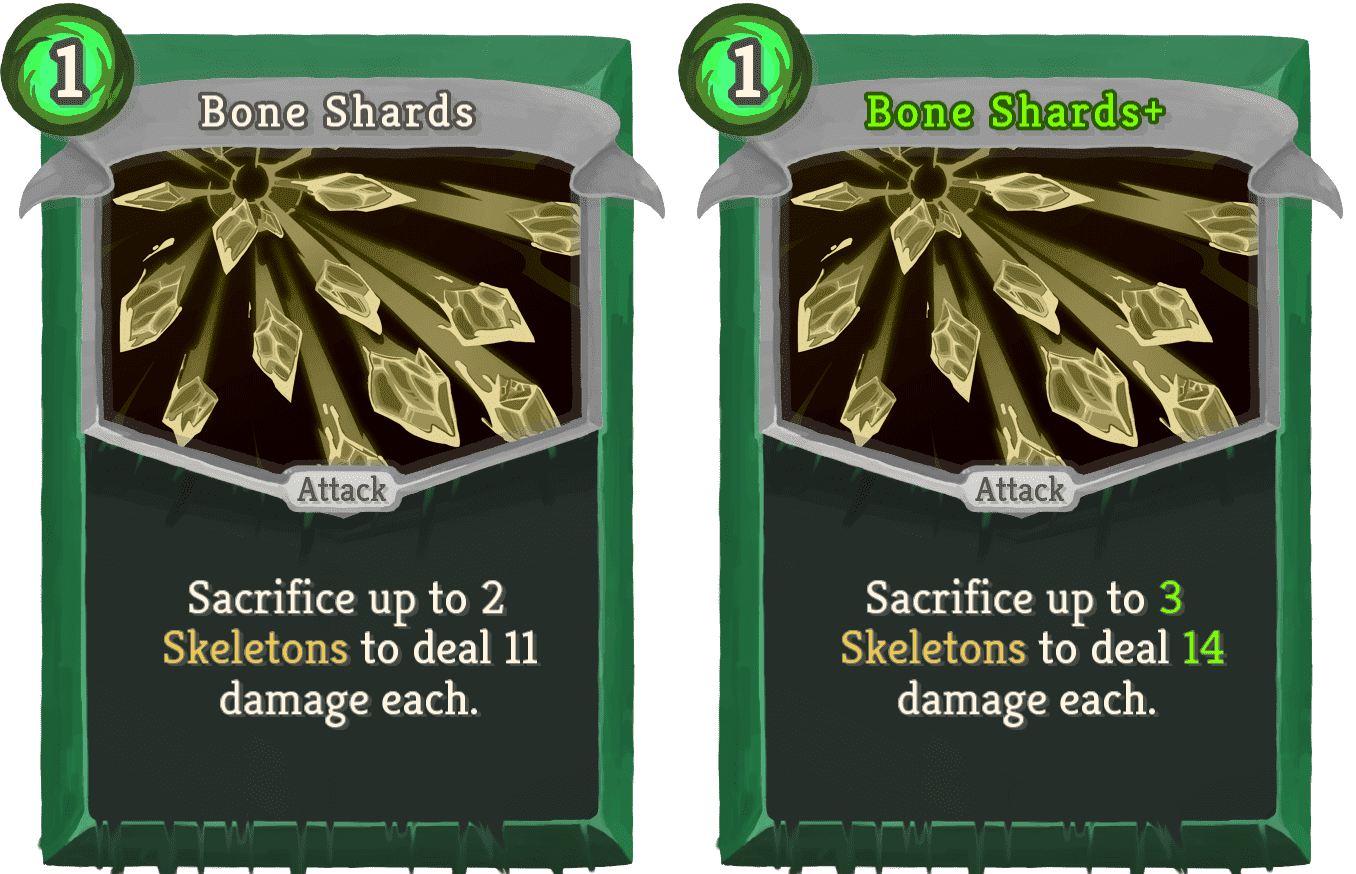 1
Bone Shards
Attack
Sacrifice up to 2
Skeletons to deal 11
damage each.
1
Bone Shards+
Attack
Sacrifice up to 3
Skeletons to deal 14
damage each.